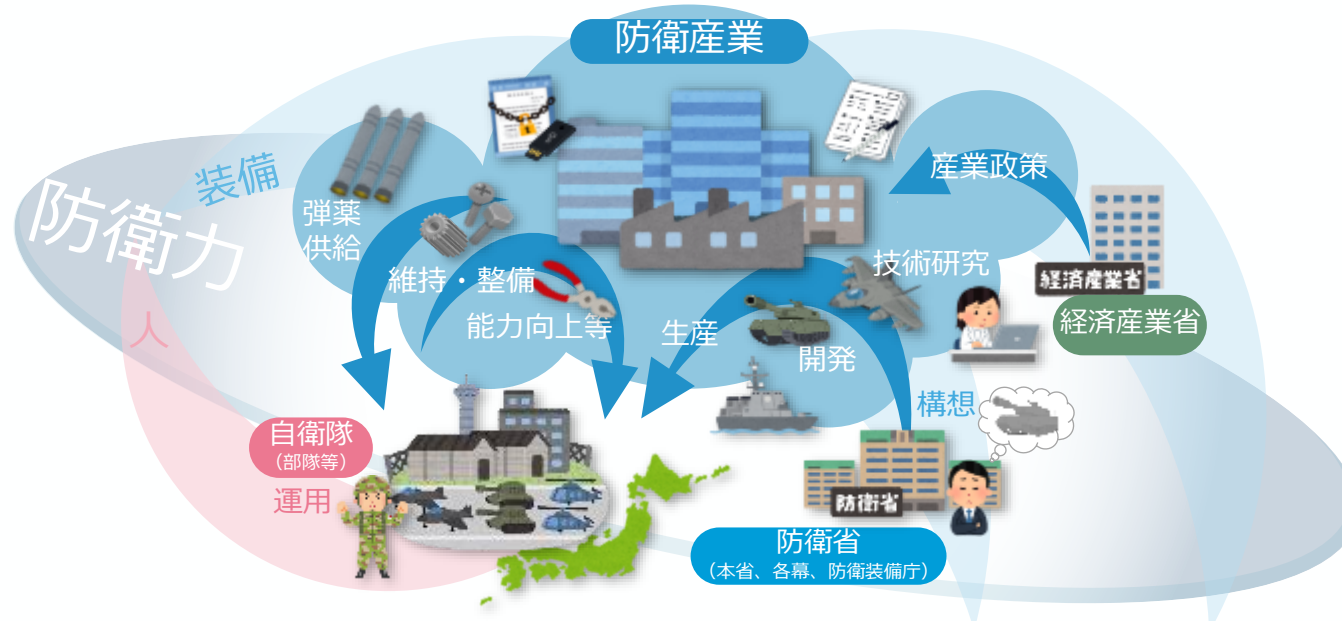 防衛産業
装備
防衛力
人
弾薬
供給
維持・整備
能力向上等
生産
開発
技術研究
産業政策
経済産業省
経済産業省
構想
自衛隊
（部隊等）
運用
防衛省
防衛省
（本省、各幕、防衛装備庁）